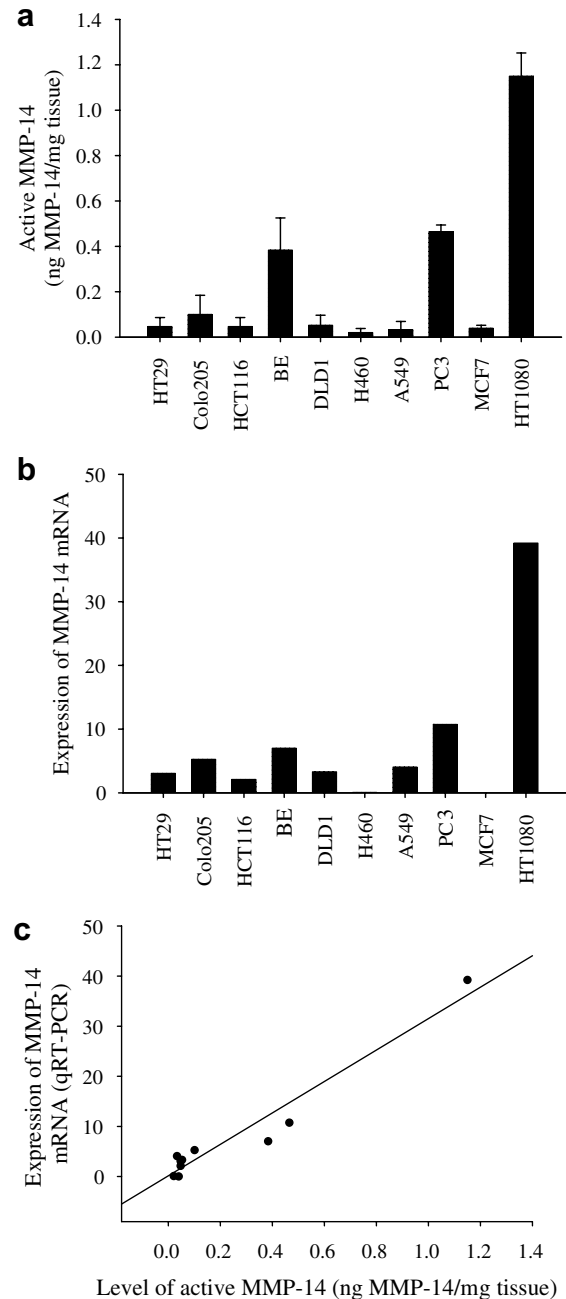 a
Active MMP-14
(ng MMP-14/mg tissue)
1.4
1.2
1.0
0.8
0.6
0.4
0.2
0.0
HT29
Colo205
HCT116
BE
DLD1
H460
A549
PC3
MCF7
HT1080
b
Expression of MMP-14 mRNA
50
40
30
20
10
0
HT29
Colo205
HCT116
BE
DLD1
H460
A549
PC3
MCF7
HT1080
c
Expression of MMP-14
mRNA (qRT-PCR)
50
40
30
20
10
0
0.0 0.2 0.4 0.6 0.8 1.0 1.2 1.4
Level of active MMP-14 (ng MMP-14/mg tissue)